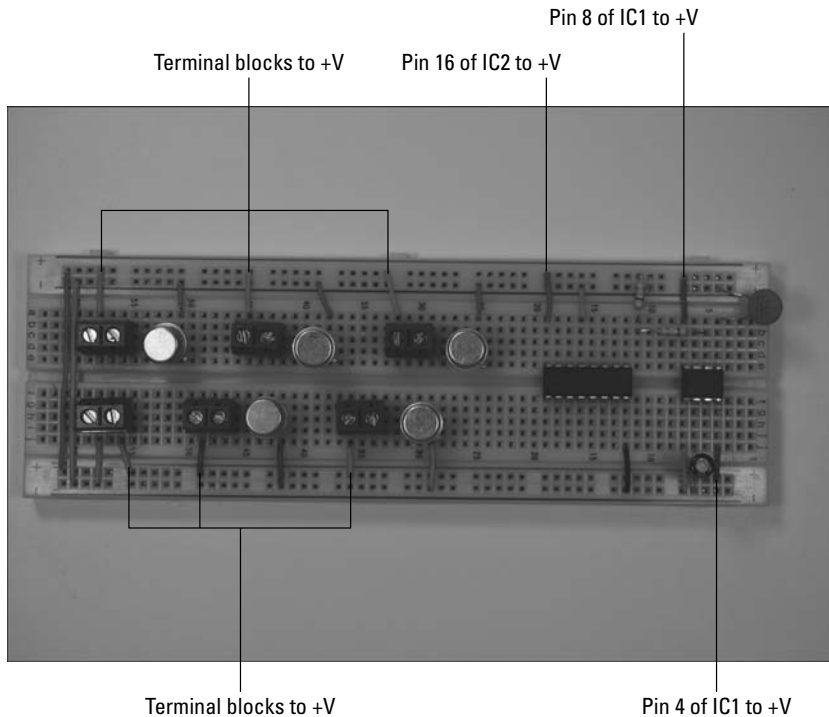 Pin 8 of IC1 to +V
Terminal blocks to +V
Pin 16 of IC2 to +V
Terminal blocks to +V
Pin 4 of IC1 to +V